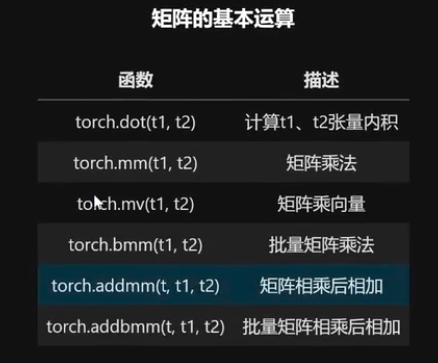 矩阵的基本运算
函数 描述
torch.dot(t1, t2) 计算t1、t2张量内积
torch.mm(t1, t2) 矩阵乘法
torch.mv(t1, t2) 矩阵乘向量
torch.bmm(t1, t2) 批量矩阵乘法
torch.addmm(t, t1, t2) 矩阵相乘后相加
torch.addbmm(t, t1, t2) 批量矩阵相乘后相加